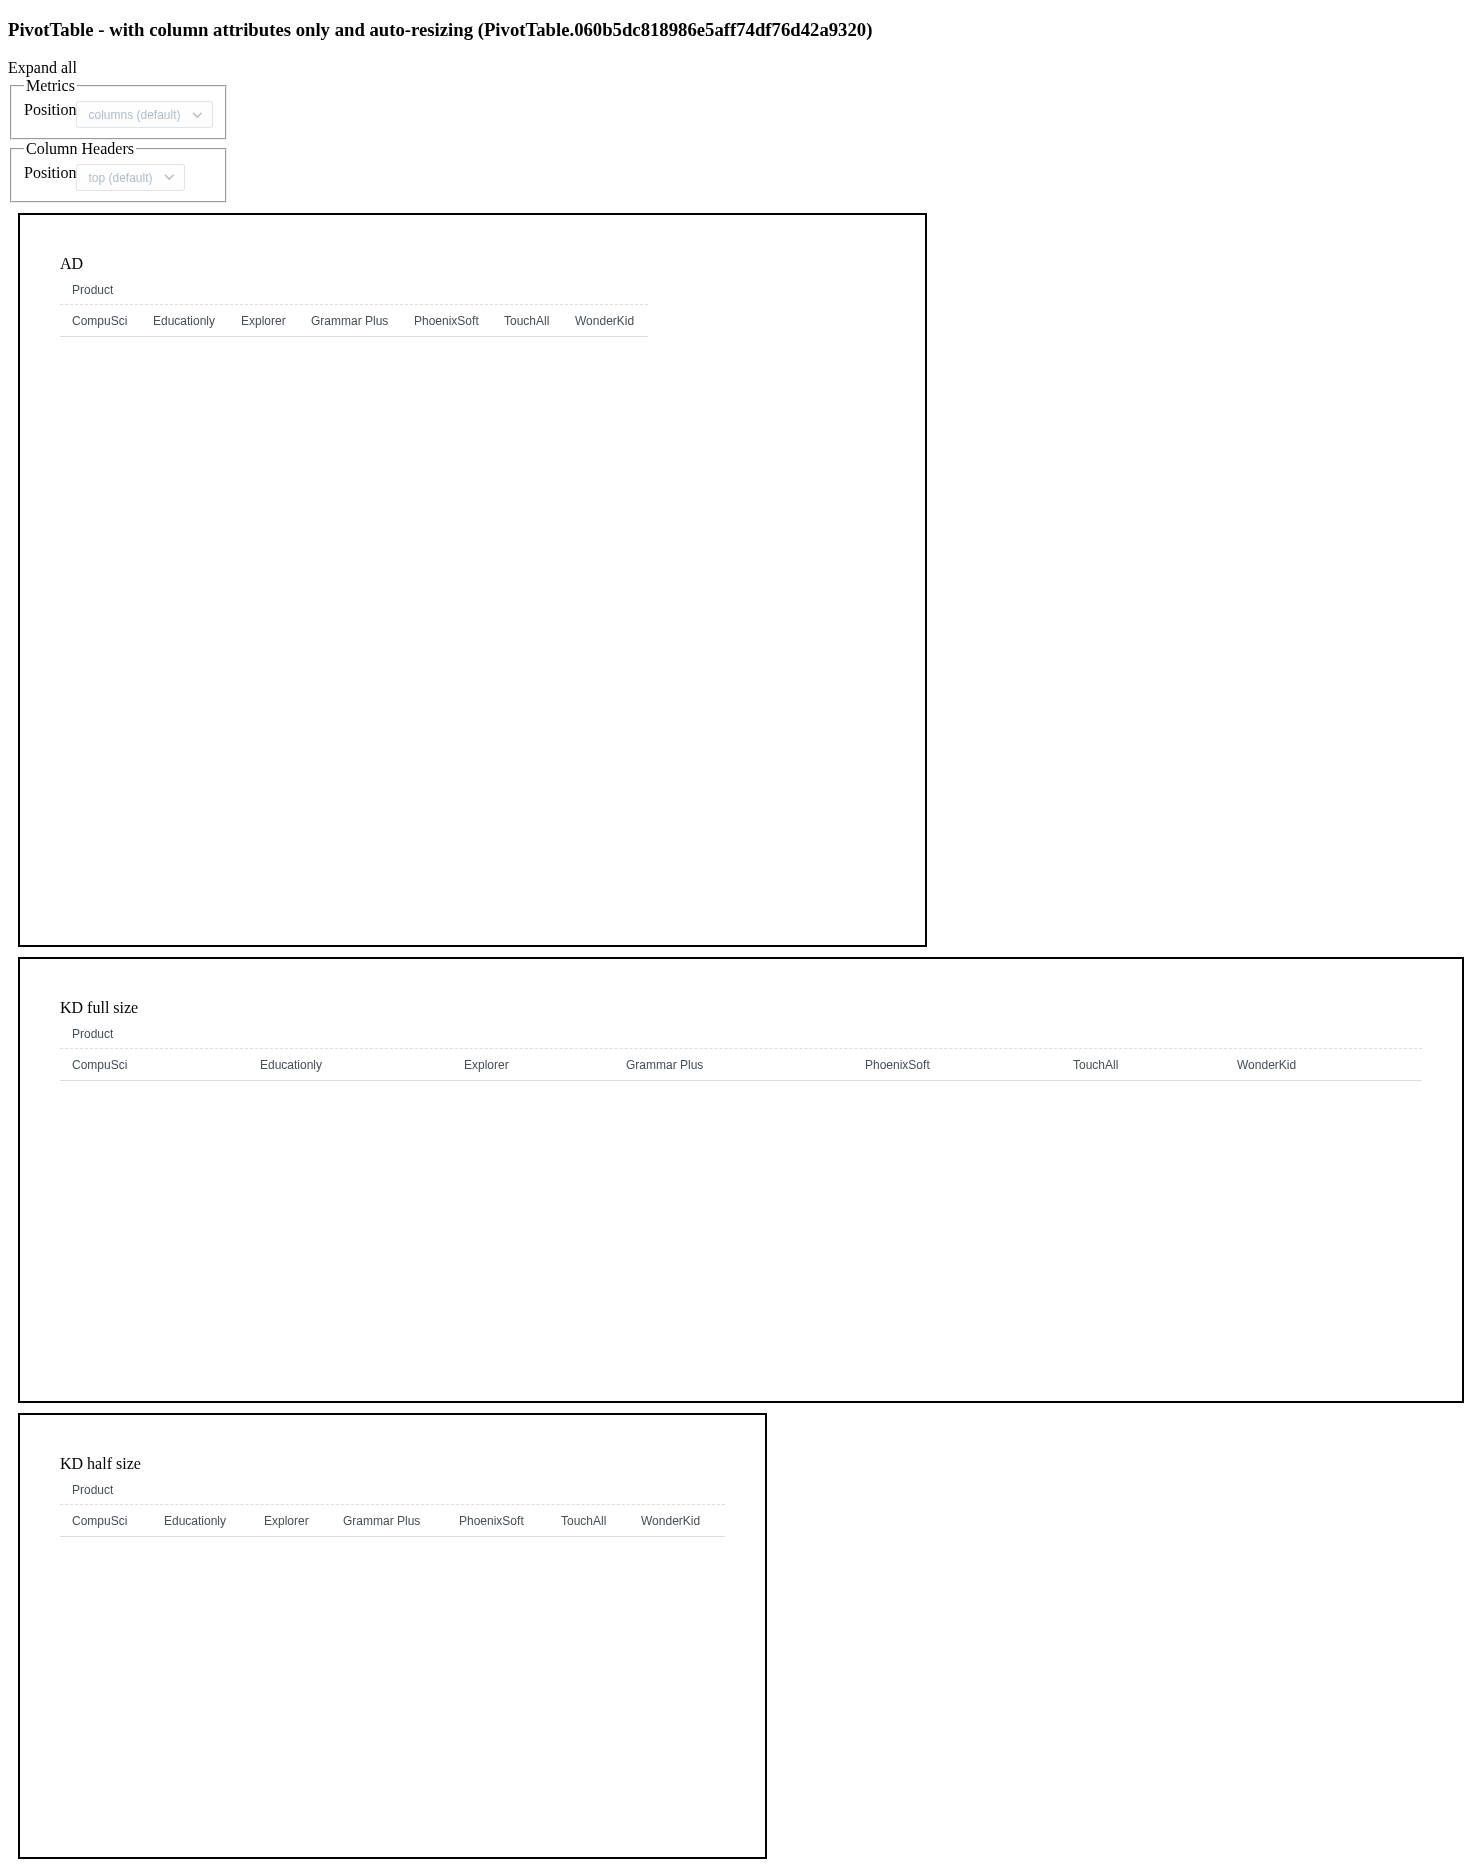 PivotTable - with column attributes only and auto-resizing (PivotTable.060b5dc818986e5aff74df76d42a9320)
Expand all
Metrics
Position columns (default)
Column Headers
Position top (default)
AD
Product
CompuSci Educationly Explorer Grammar Plus PhoenixSoft TouchAll WonderKid
KD full size
Product
CompuSci Educationly Explorer Grammar Plus PhoenixSoft TouchAll WonderKid
KD half size
Product
CompuSci Educationly Explorer Grammar Plus PhoenixSoft TouchAll WonderKid